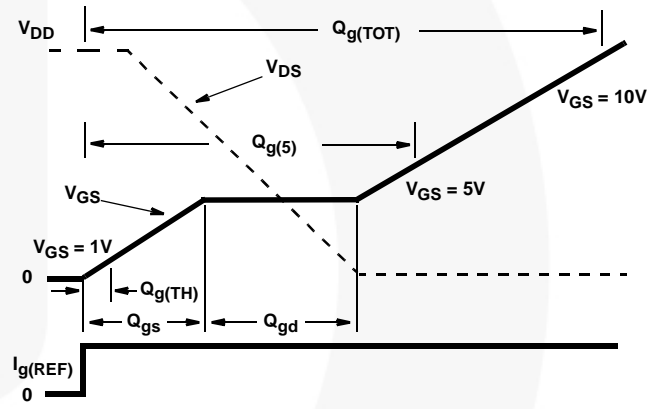 V_DD
Q_g(TOT)
V_DS
V_GS = 10V
Q_g(5)
V_GS
V_GS = 5V
V_GS = 1V
0
Q_g(TH)
Q_gs
Q_gd
I_g(REF)
0